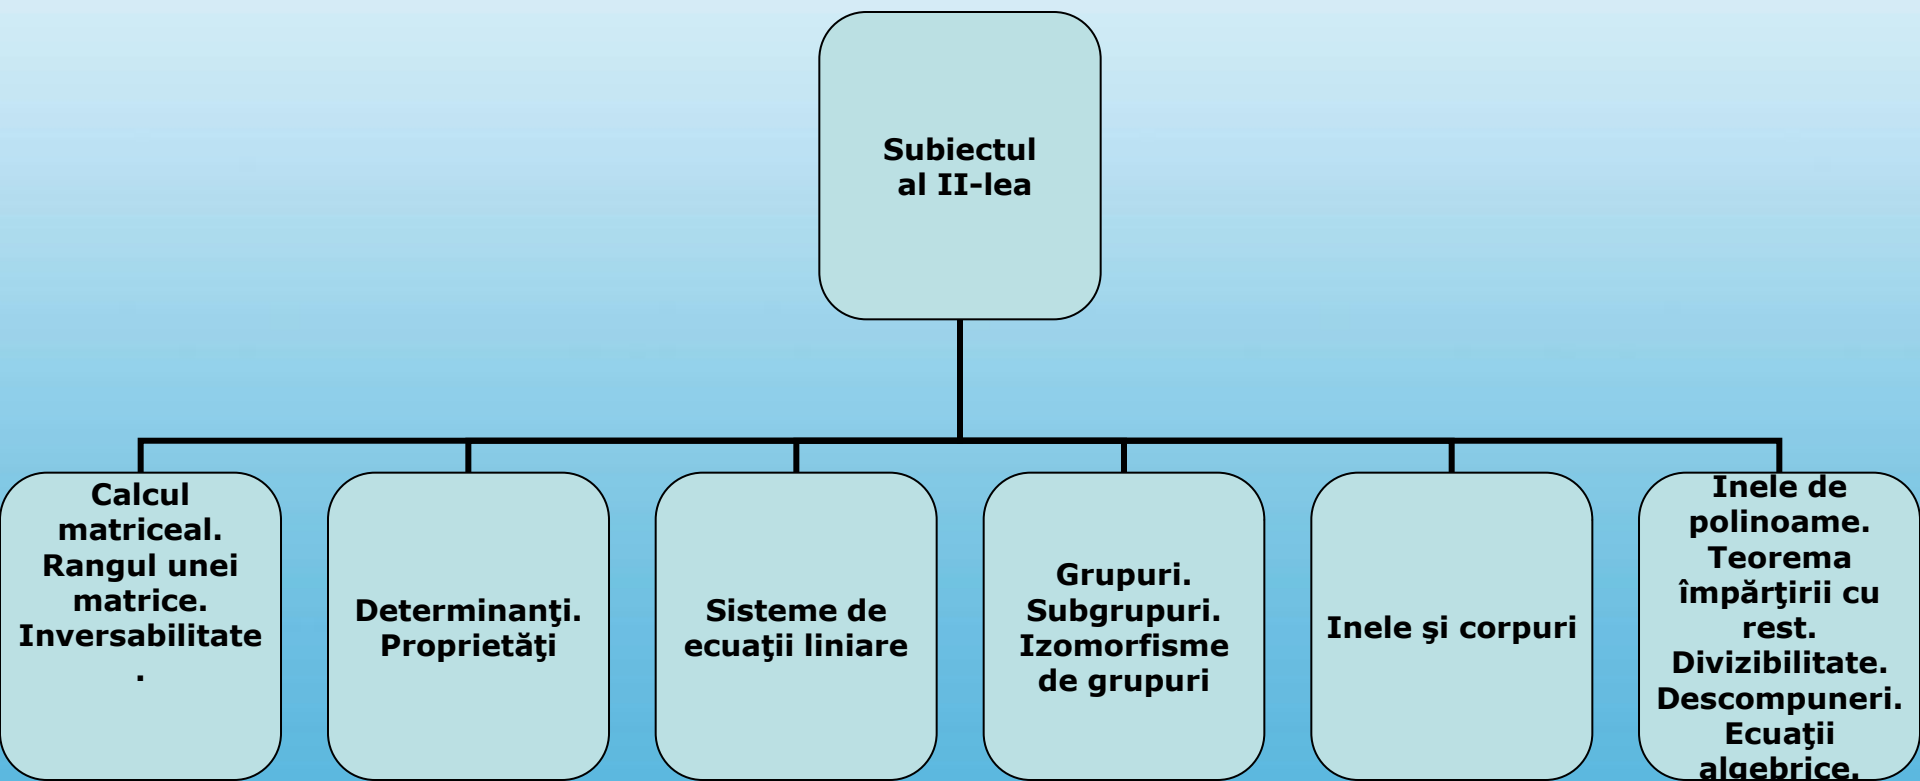 Subiectul
al II-lea
Calcul
matriceal.
Rangul unei
matrice.
Inversabilitate
.
Determinanţi.
Proprietăţi
Sisteme de
ecuaţii liniare
Grupuri.
Subgrupuri.
Izomorfisme
de grupuri
Inele şi corpuri
Inele de
polinoame.
Teorema
împărţirii cu
rest.
Divizibilitate.
Descompuneri.
Ecuaţii
algebrice.